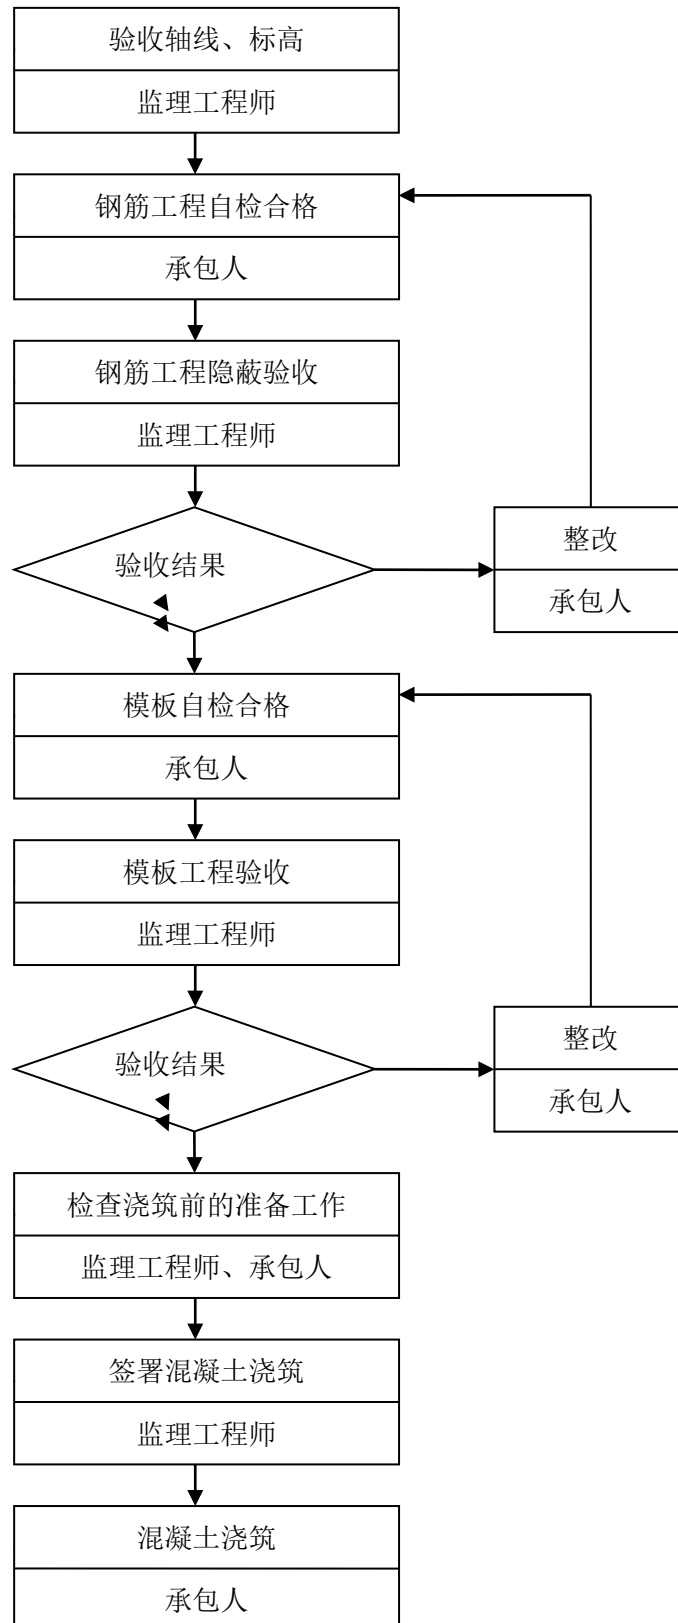 验收轴线、标高
监理工程师
钢筋工程自检合格
承包人
钢筋工程隐蔽验收
监理工程师
验收结果
整改
承包人
模板自检合格
承包人
模板工程验收
监理工程师
验收结果
整改
承包人
检查浇筑前的准备工作
监理工程师、承包人
签署混凝土浇筑
监理工程师
混凝土浇筑
承包人